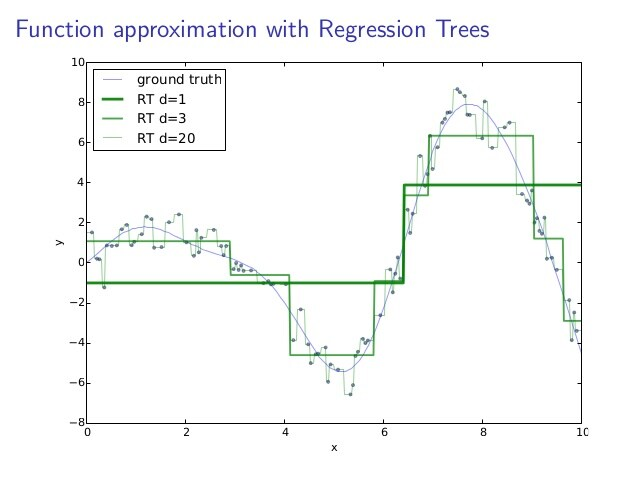 Function approximation with Regression Trees
10
8
6
4
2
0
−2
−4
−6
−8
y
ground truth
RT d=1
RT d=3
RT d=20
0 2 4 6 8 10
x